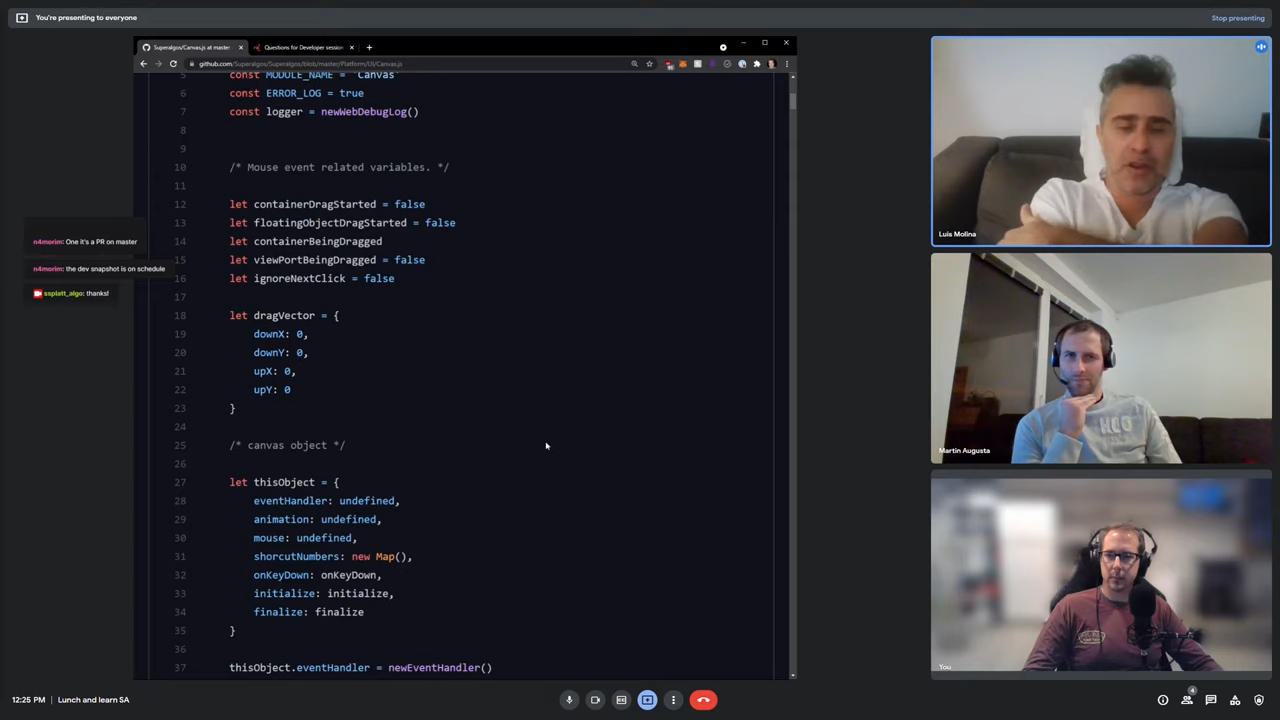 You're presenting to everyone
Stop presenting
Superalgos/Canvas.js at master
Questions for Developer session
github.com/Superalgos/Superalgos/blob/master/Platform/UI/Canvas.js
5 const MODULE_NAME = 'Canvas'
6 const ERROR_LOG = true
7 const logger = newWebDebugLog()
8
9
10 /* Mouse event related variables. */
11
12 let containerDragStarted = false
13 let floatingObjectDragStarted = false
14 let containerBeingDragged
15 let viewPortBeingDragged = false
16 let ignoreNextClick = false
17
18 let dragVector = {
19 downX: 0,
20 downY: 0,
21 upX: 0,
22 upY: 0
23 }
24
25 /* canvas object */
26
27 let thisObject = {
28 eventHandler: undefined,
29 animation: undefined,
30 mouse: undefined,
31 shorcutNumbers: new Map(),
32 onKeyDown: onKeyDown,
33 initialize: initialize,
34 finalize: finalize
35 }
36
37 thisObject.eventHandler = newEventHandler()
n4morim: One it's a PR on master
n4morim: the dev snapshot is on schedule
ssplatt_algo: thanks!
Luis Molina
Martin Augusta
You
12:25 PM
Lunch and learn SA
4